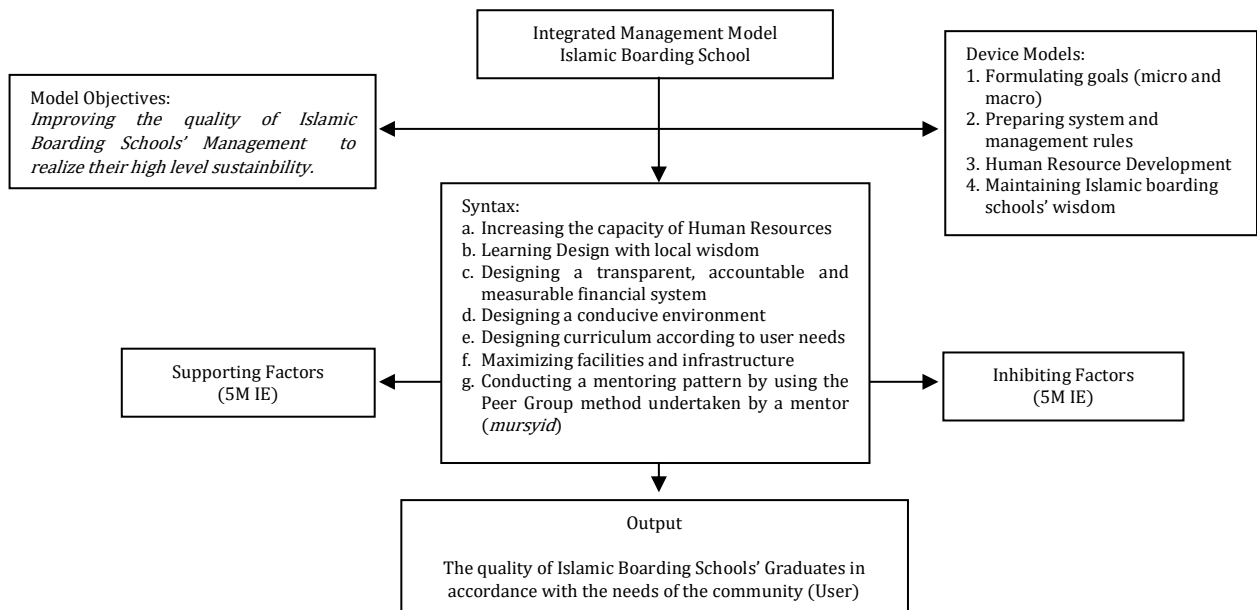 Integrated Management Model
Islamic Boarding School
Model Objectives:
Improving the quality of Islamic
Boarding Schools' Management to
realize their high level sustainbility.
Device Models:
1. Formulating goals (micro and
macro)
2. Preparing system and
management rules
3. Human Resource Development
4. Maintaining Islamic boarding
schools' wisdom
Syntax:
a. Increasing the capacity of Human Resources
b. Learning Design with local wisdom
c. Designing a transparent, accountable and
measurable financial system
d. Designing a conducive environment
e. Designing curriculum according to user needs
f. Maximizing facilities and infrastructure
g. Conducting a mentoring pattern by using the
Peer Group method undertaken by a mentor
(mursyid)
Supporting Factors
(5M IE)
Inhibiting Factors
(5M IE)
Output
The quality of Islamic Boarding Schools' Graduates in
accordance with the needs of the community (User)